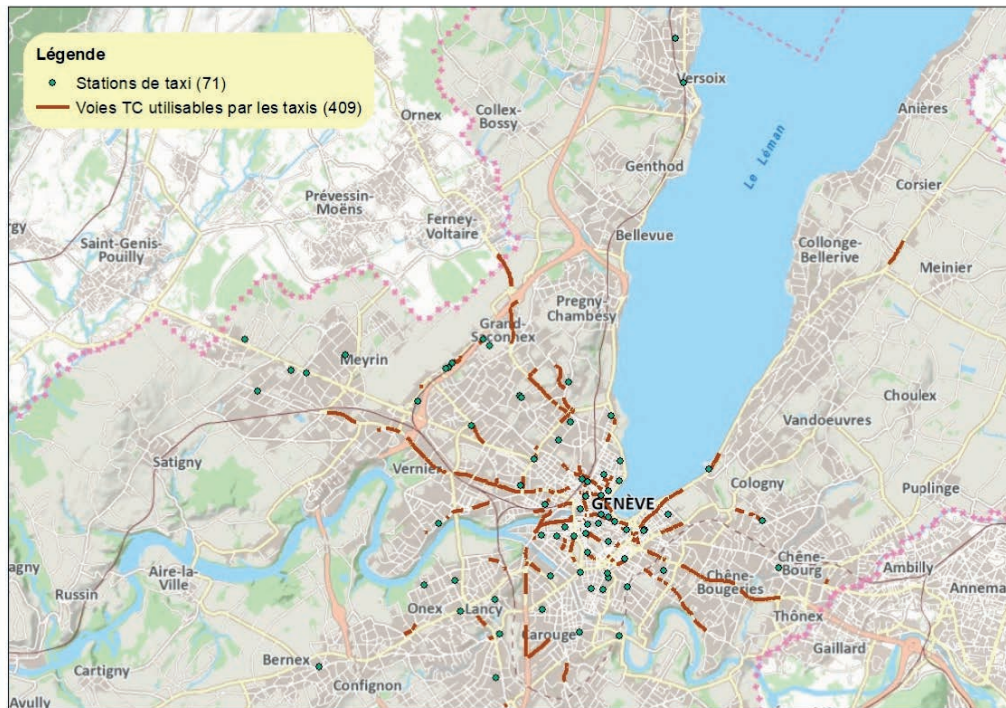 Légende
Stations de taxi (71)
Voies TC utilisables par les taxis (409)
Versoix
Collex-
Bossy
Ornex
Anières
Genthod
Le Léman
Prévessin-
Moëns
Corsier
Ferney-
Voltaire
rgy
Saint-Genis-
Pouilly
Bellevue
Collonge-
Bellerive
Meinier
Pregny-
Chambésy
Grand-
Saconnex
Meyrin
Choulex
Vandoeuvres
Satigny
Vernier
Cologny
Puplinge
GENÈVE
Chêne-
Bourg
agny
Aire-la-
Ville
Ambilly
Chêne-
Bougeries
Annema
Russin
Onex
Lancy
Thônex
Carouge
Gaillard
Bernex
Cartigny
Confignon
Avully